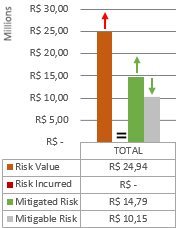 Millions
R$ 30,00
R$ 25,00
R$ 20,00
R$ 15,00
R$ 10,00
R$ 5,00
R$ -
=
TOTAL
Risk Value R$ 24,94
Risk Incurred R$ -
Mitigated Risk R$ 14,79
Mitigable Risk R$ 10,15